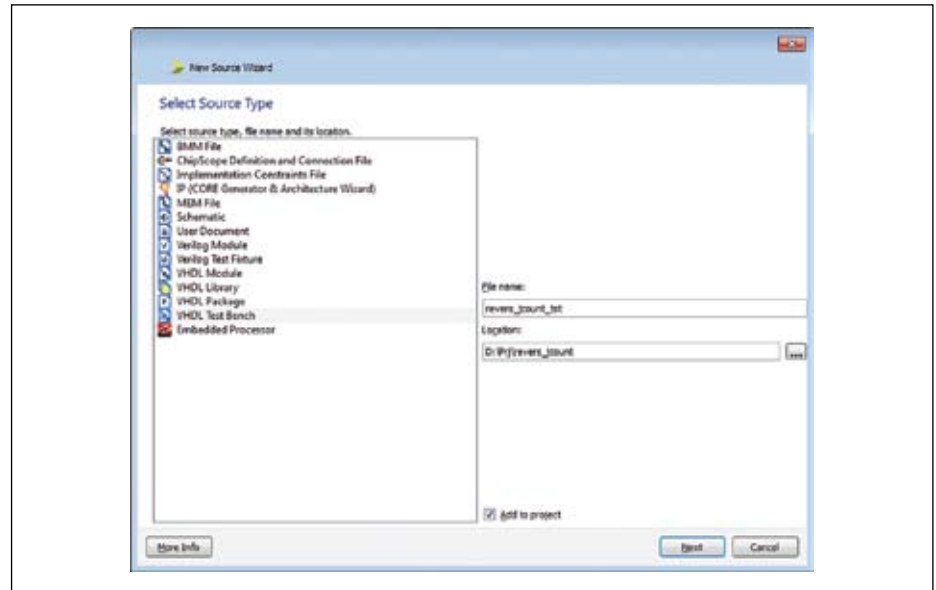 New Source Wizard
Select Source Type
Select source type, file name and its location.
BMM File
ChipScope Definition and Connection File
Implementation Constraints File
IP (CORE Generator & Architecture Wizard)
MEM File
Schematic
User Document
Verilog Module
Verilog Test Fixture
VHDL Module
VHDL Library
VHDL Package
VHDL Test Bench
Embedded Processor
File name:
revers_jcount_tst
Location:
D:\Prj\revers_jcount
...
Add to project
More Info
Next
Cancel